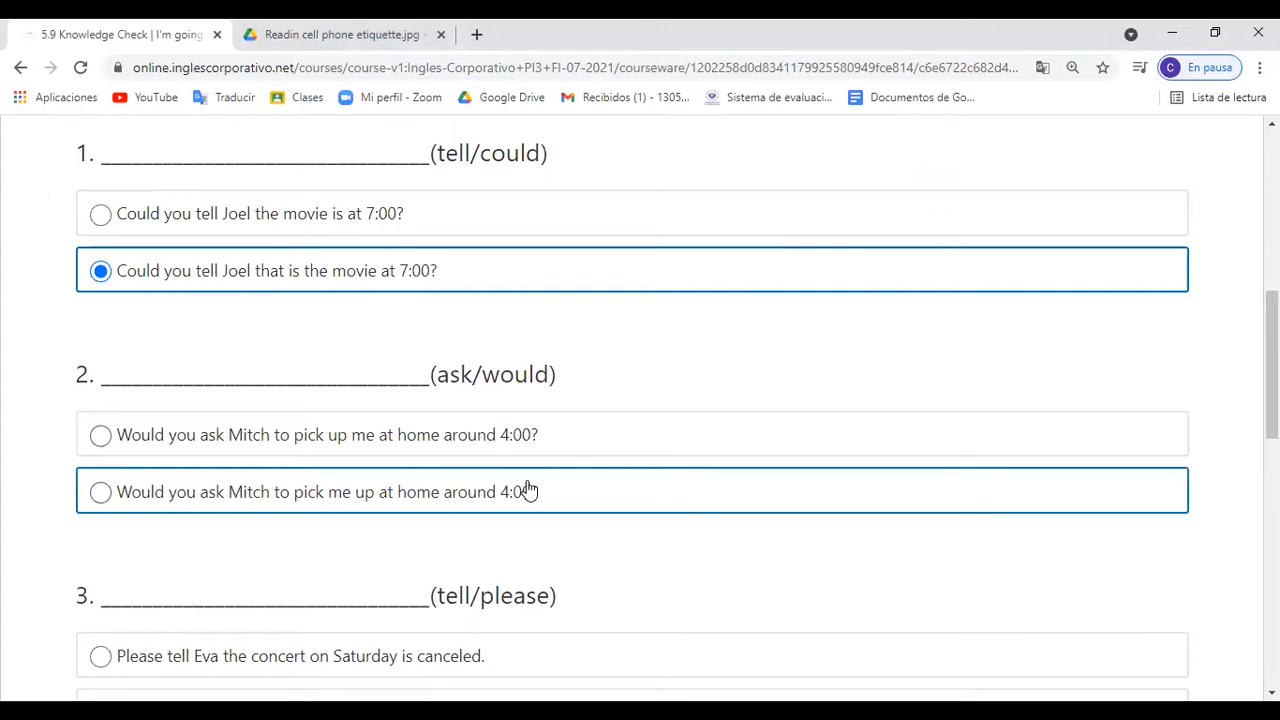 5.9 Knowledge Check | I'm going
Readin cell phone etiquette.jpg -
online.inglescorporativo.net/courses/course-v1:Ingles-Corporativo+PI3+FI-07-2021/courseware/1202258d0d8341179925580949fce814/c6e6722c682d4...
C En pausa
Aplicaciones YouTube Traducir Clases Mi perfil - Zoom Google Drive Recibidos (1) - 1305... Sistema de evaluaci... Documentos de Go... Lista de lectura
1. ____________________________(tell/could)
Could you tell Joel the movie is at 7:00?
Could you tell Joel that is the movie at 7:00?
2. ____________________________(ask/would)
Would you ask Mitch to pick up me at home around 4:00?
Would you ask Mitch to pick me up at home around
3. ____________________________(tell/please)
Please tell Eva the concert on Saturday is canceled.